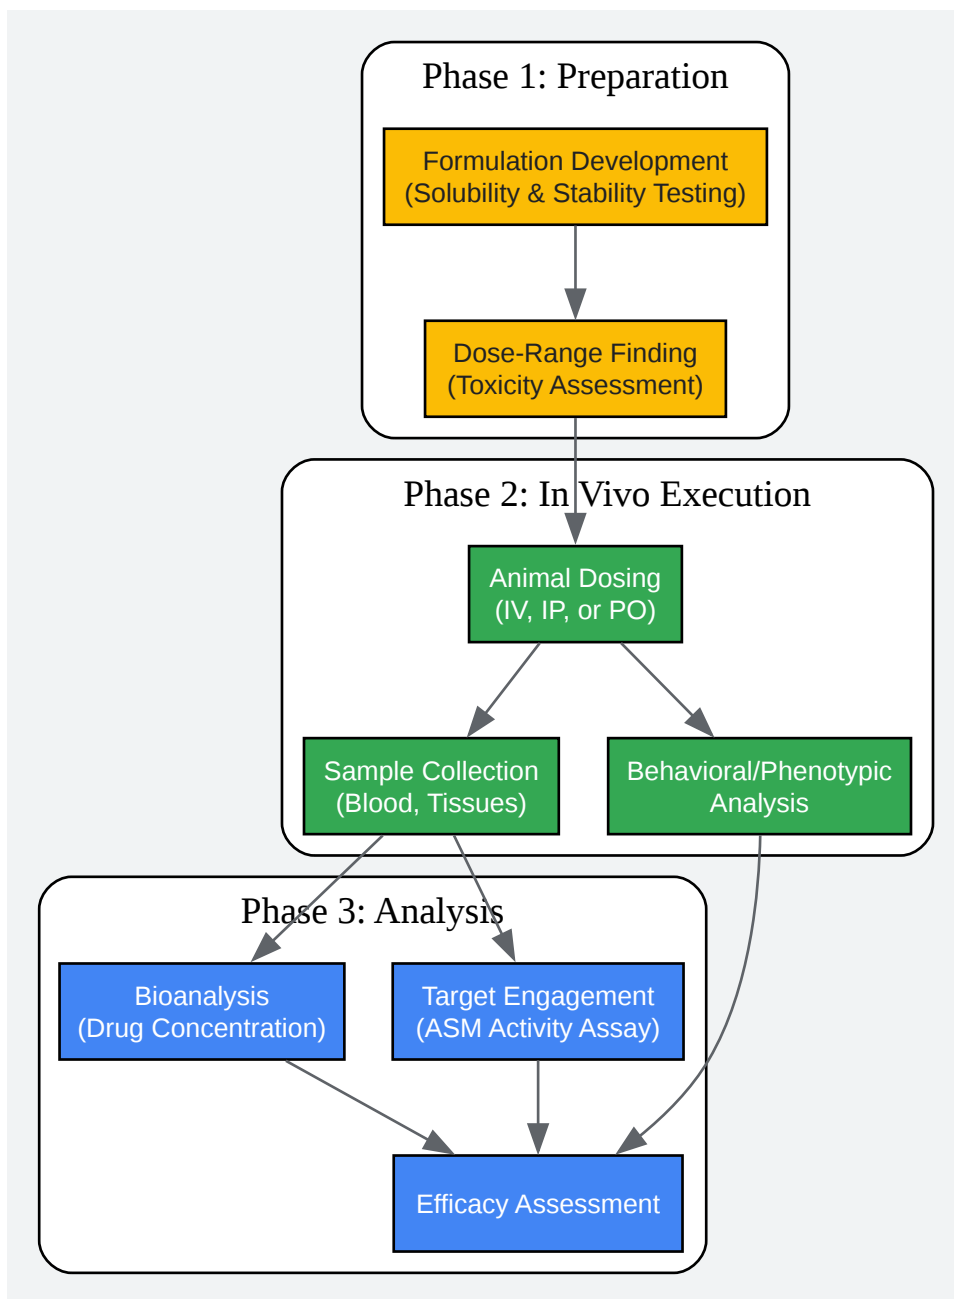 Phase 1: Preparation
Formulation Development
(Solubility & Stability Testing)
Dose-Range Finding
(Toxicity Assessment)
Phase 2: In Vivo Execution
Animal Dosing
(IV, IP, or PO)
Sample Collection
(Blood, Tissues)
Behavioral/Phenotypic
Analysis
Phase 3: Analysis
Bioanalysis
(Drug Concentration)
Target Engagement
(ASM Activity Assay)
Efficacy Assessment